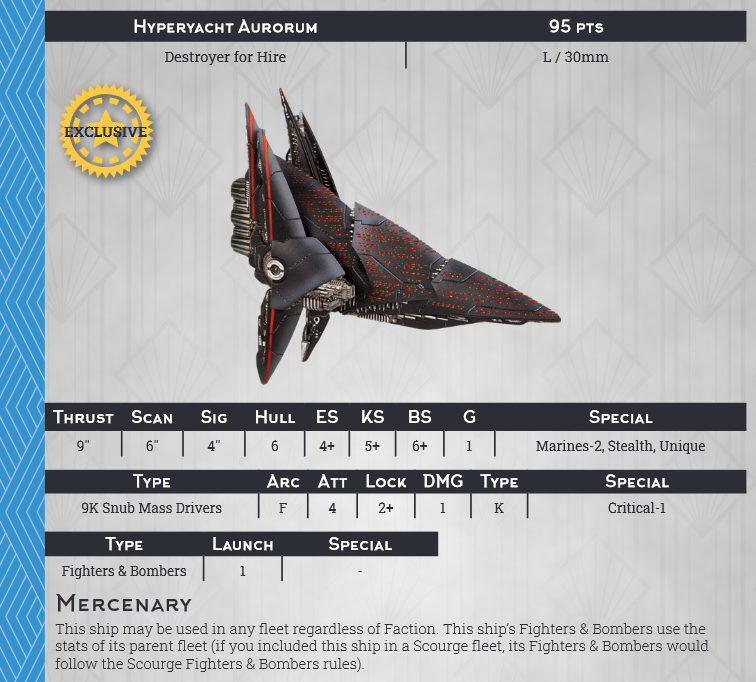 Hyperyacht Aurorum 95 pts
Destroyer for Hire L / 30mm
EXCLUSIVE
Thrust Scan Sig Hull ES KS BS G Special
9" 6" 4" 6 4+ 5+ 6+ 1 Marines-2, Stealth, Unique
Type Arc Att Lock DMG Type Special
9K Snub Mass Drivers F 4 2+ 1 K Critical-1
Type Launch Special
Fighters & Bombers 1 -
Mercenary
This ship may be used in any fleet regardless of Faction. This ship's Fighters & Bombers use the
stats of its parent fleet (if you included this ship in a Scourge fleet, its Fighters & Bombers would
follow the Scourge Fighters & Bombers rules).